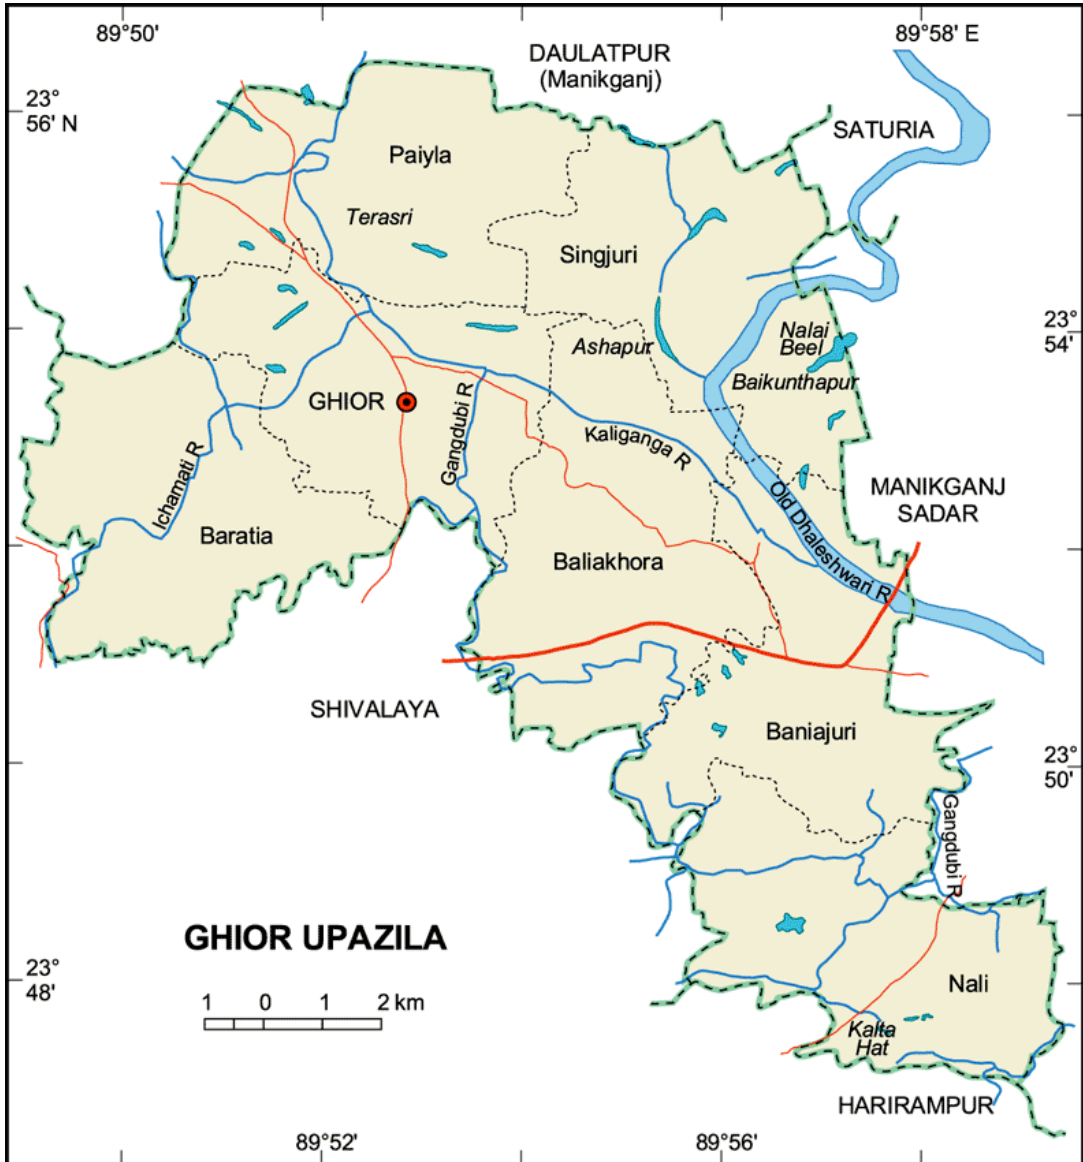 89°50'
89°58' E
DAULATPUR
(Manikganj)
23°
56' N
SATURIA
Paiyla
Terasri
Singjuri
Nalai
Beel
23°
54'
Ashapur
Baikunthapur
GHIOR
Gangdubi R
Kaliganga R
Ichamati R
MANIKGANJ
SADAR
Old Dhaleshwari R
Baratia
Baliakhora
SHIVALAYA
Baniajuri
23°
50'
Gangdubi R
GHIOR UPAZILA
23°
48'
1 0 1 2 km
Nali
Kalta
Hat
HARIRAMPUR
89°52'
89°56'